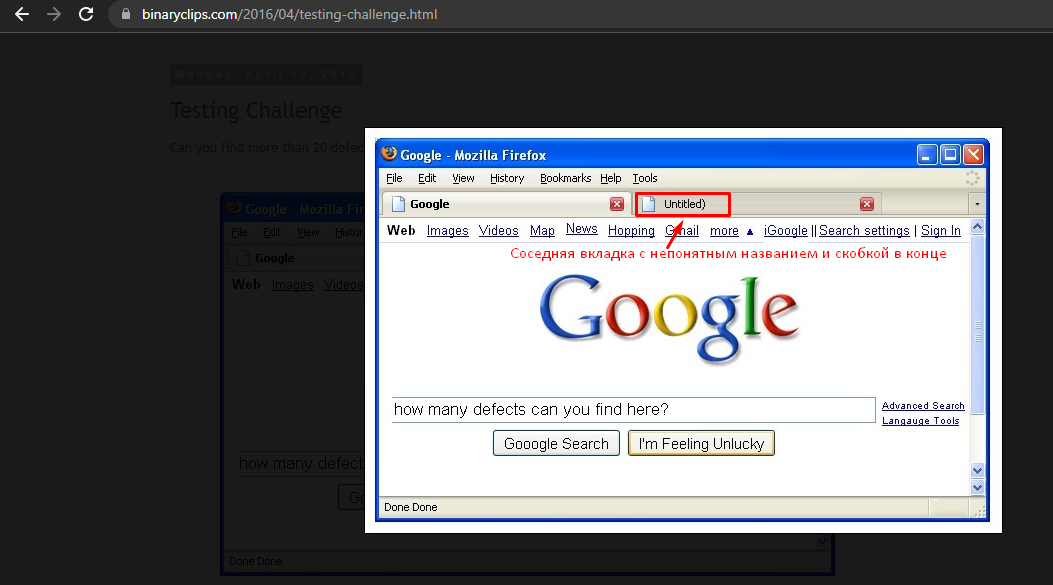 binaryclips.com/2016/04/testing-challenge.html
Monday, April 18, 2016
Testing Challenge
Can you find more than 20 defec
Google - Mozilla Fir
File Edit View Histor
Google
Web Images Videos
how many defect
Go
Done Done
Google - Mozilla Firefox
File Edit View History Bookmarks Help Tools
Google Untitled)
Web Images Videos Map News Hopping Gmail more ▲ iGoogle || Search settings | Sign In
Соседняя вкладка с непонятным названием и скобкой в конце
Google
how many defects can you find here?
Advanced Search
Langauge Tools
Gooogle Search I'm Feeling Unlucky
Done Done